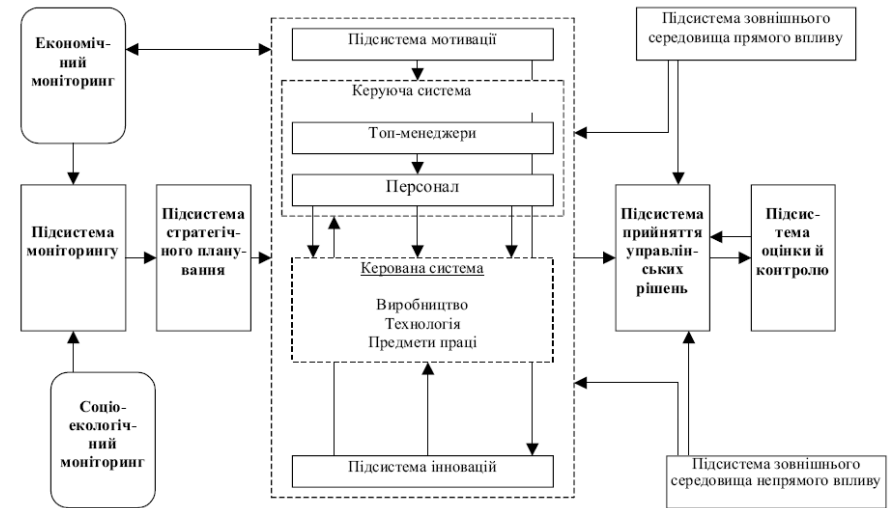 Економіч-
ний
моніторинг
Підсистема
моніторингу
Соціо-
екологіч-
ний
моніторинг
Підсистема
стратегіч-
ного плану-
вання
Підсистема мотивації
Керуюча система
Топ-менеджери
Персонал
Керована система
Виробництво
Технологія
Предмети праці
Підсистема інновацій
Підсистема зовнішнього
середовища прямого впливу
Підсистема
прийняття
управлін-
ських
рішень
Підсис-
тема
оцінки й
контролю
Підсистема зовнішнього
середовища непрямого впливу